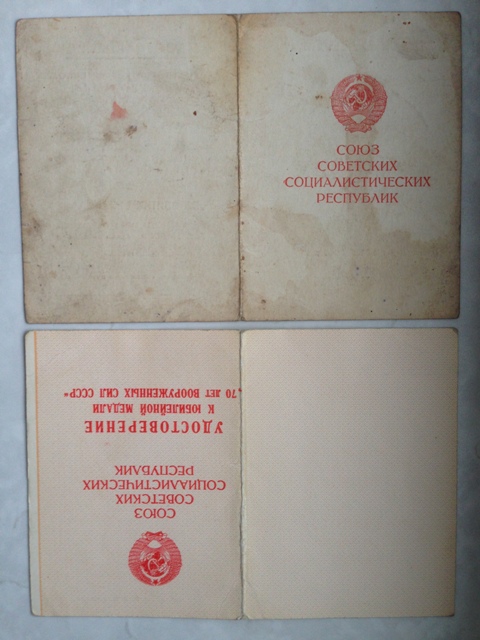 СОЮЗ
СОВЕТСКИХ
СОЦИАЛИСТИЧЕСКИХ
РЕСПУБЛИК
СОЮЗ
СОВЕТСКИХ
СОЦИАЛИСТИЧЕСКИХ
РЕСПУБЛИК
УДОСТОВЕРЕНИЕ
К ЮБИЛЕЙНОЙ МЕДАЛИ
„70 ЛЕТ ВООРУЖЕННЫХ СИЛ СССР“